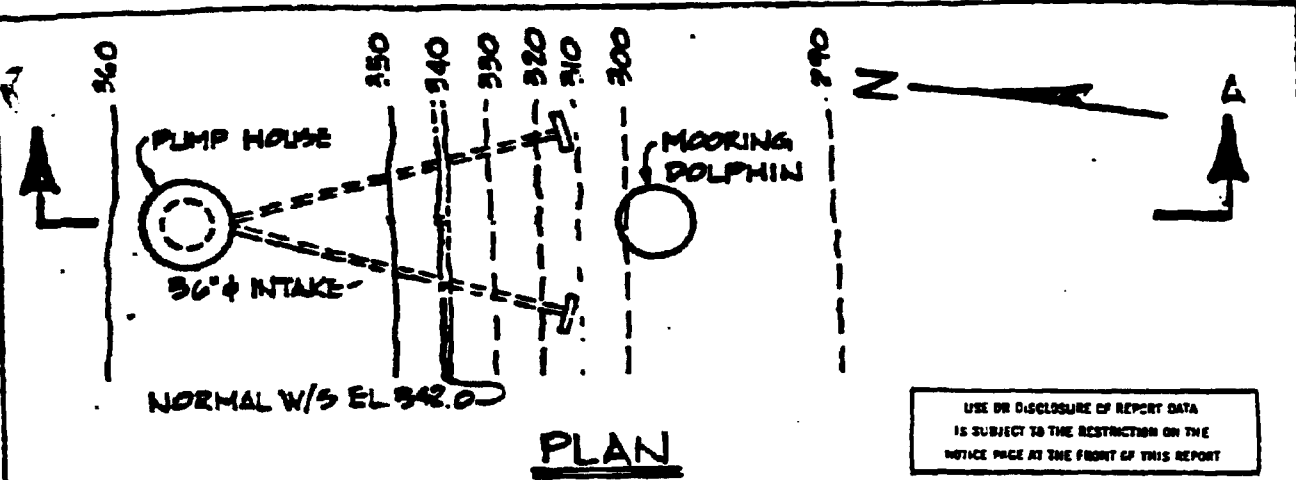 360
350
340
330
320
310
300
290
N
PUMP HOUSE
MOORING
DOLPHIN
36"ɸ INTAKE
NORMAL W/S EL 342.0
PLAN
USE OR DISCLOSURE OF REPORT DATA
IS SUBJECT TO THE RESTRICTION ON THE
NOTICE PAGE AT THE FRONT OF THIS REPORT